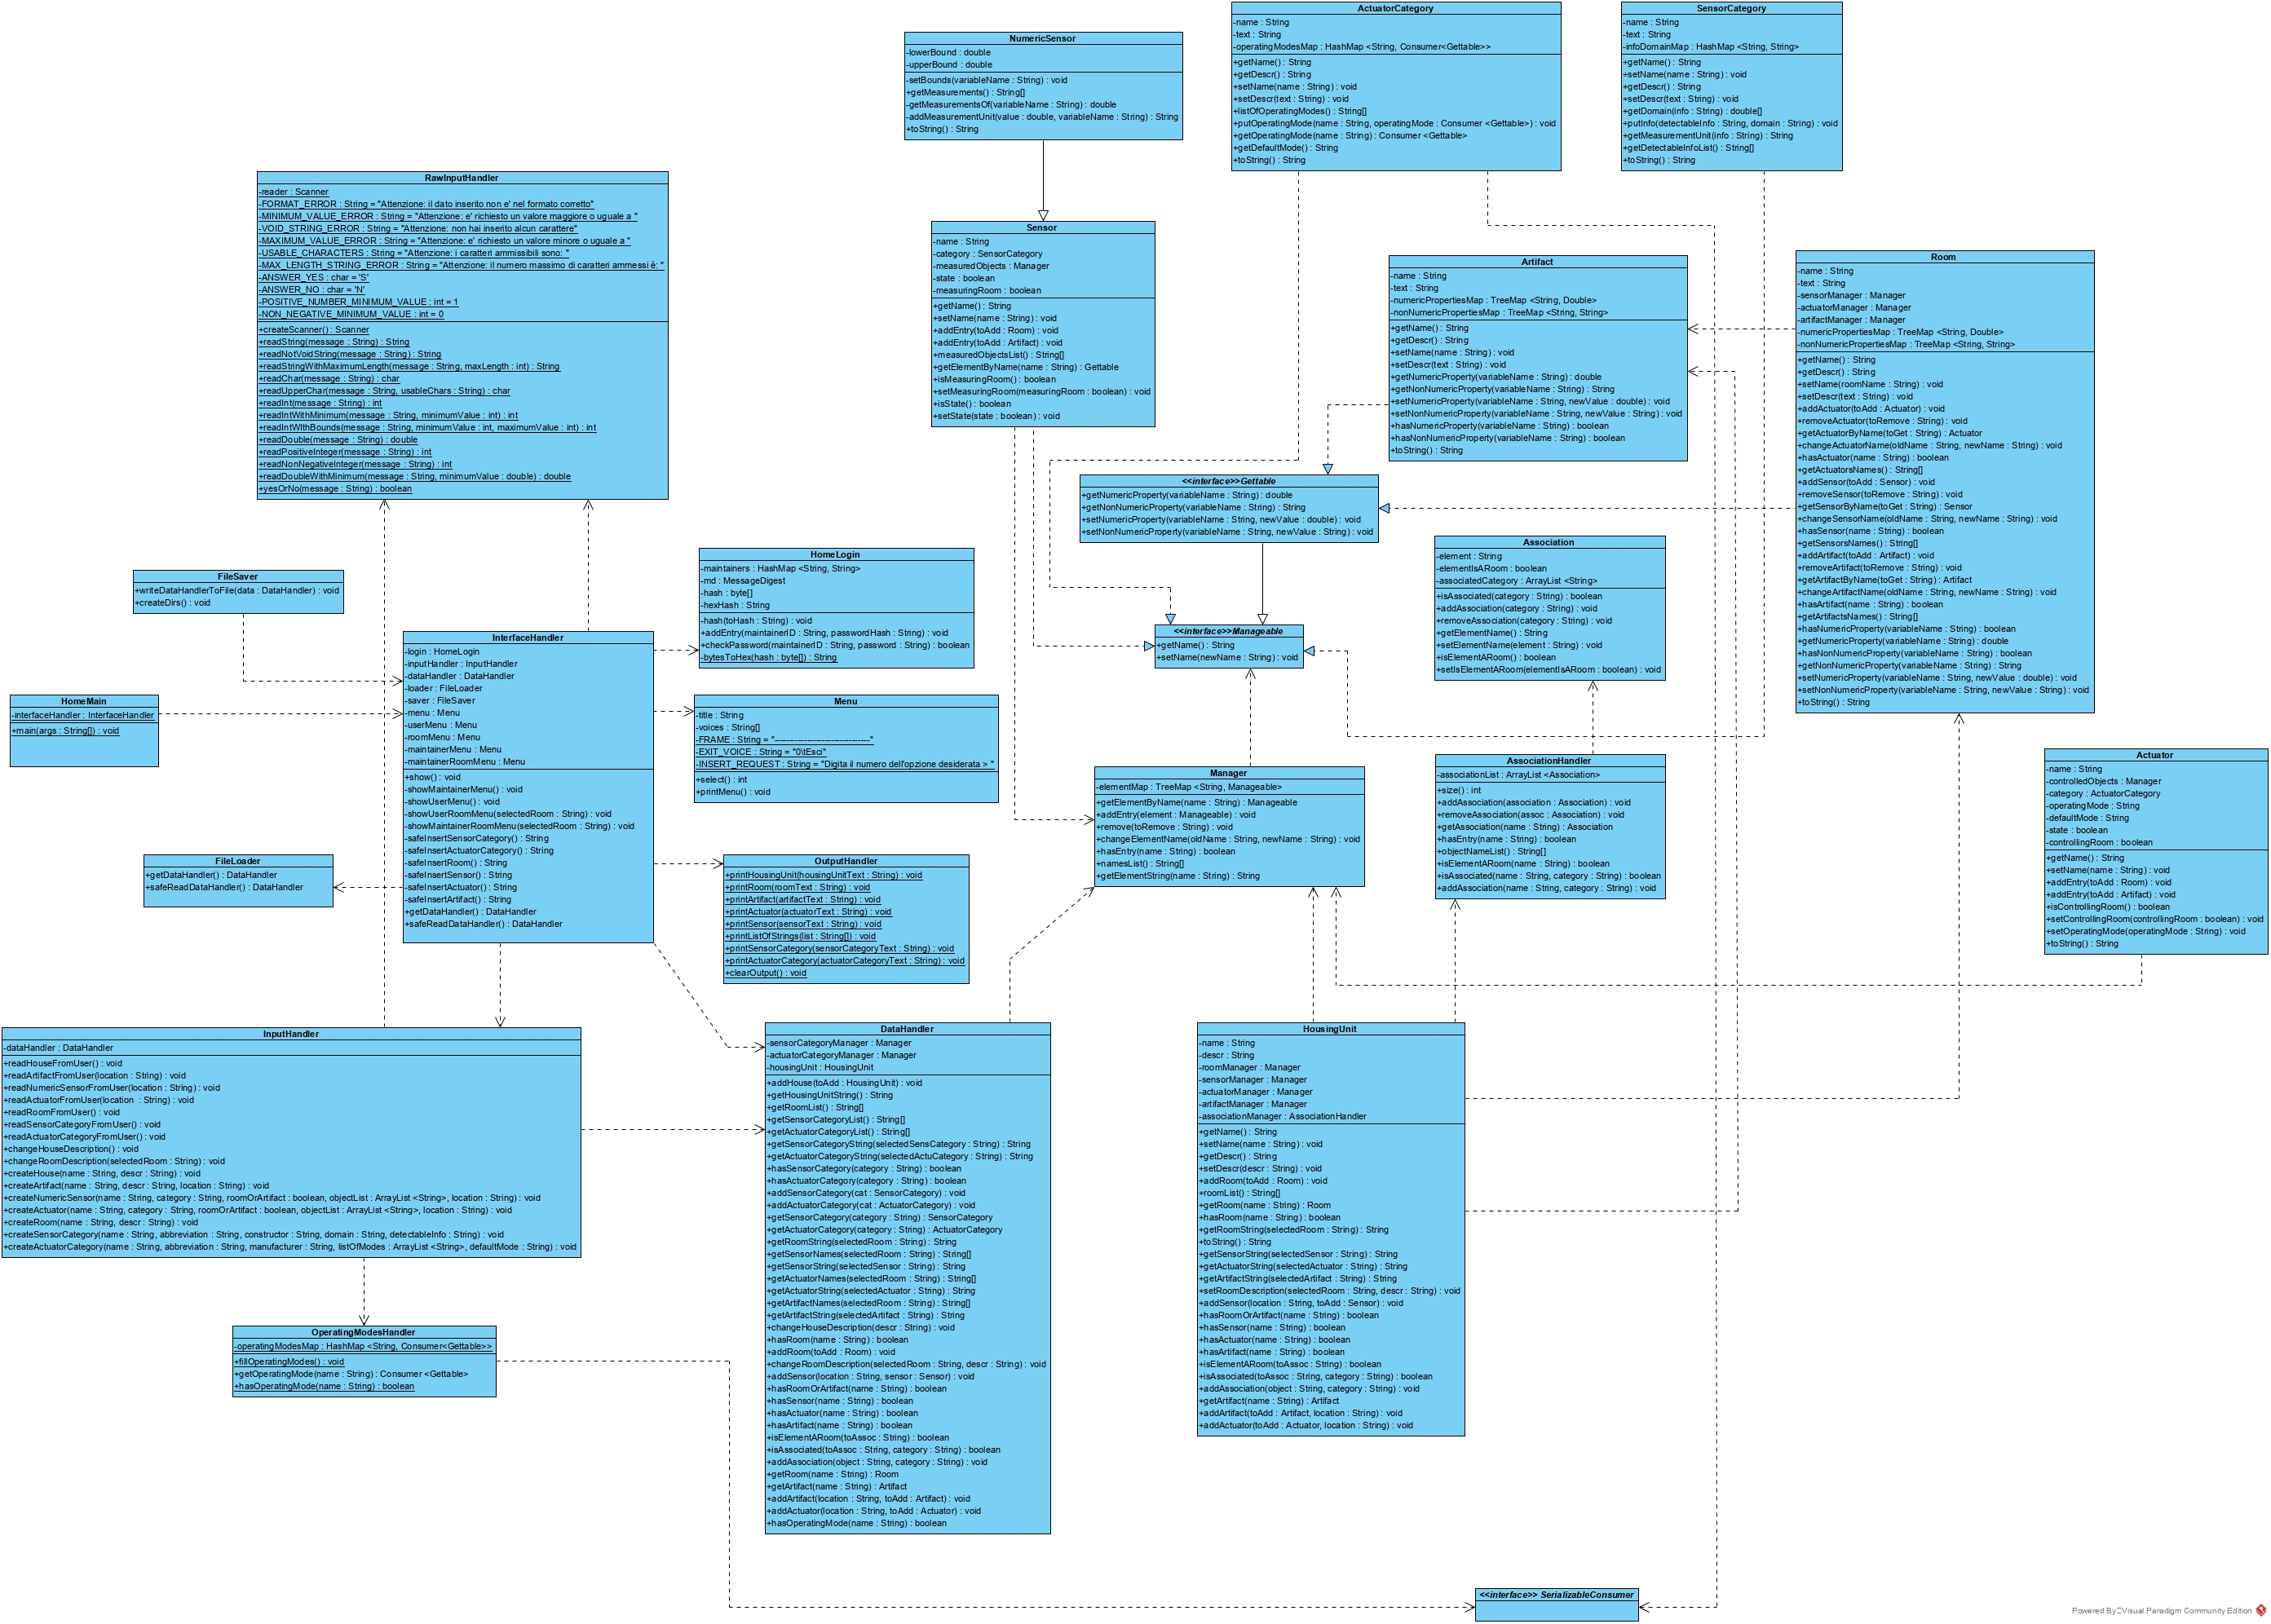 ActuatorCategory
-name : String
-text : String
-operatingModesMap : HashMap <String, Consumer<Gettable>>
+getName() : String
+getDescr() : String
+setName(name : String) : void
+setDescr(text : String) : void
+listOfOperatingModes() : String[]
+putOperatingMode(name : String, operatingMode : Consumer <Gettable>) : void
+getOperatingMode(name : String) : Consumer <Gettable>
+getDefaultMode() : String
+toString() : String
SensorCategory
-name : String
-text : String
-infoDomainMap : HashMap <String, String>
+getName() : String
+setName(name : String) : void
+getDescr() : String
+setDescr(text : String) : void
+getDomain(info : String) : double[]
+putInfo(detectableInfo : String, domain : String) : void
+getMeasurementUnit(info : String) : String
+getDetectableInfoList() : String[]
+toString() : String
NumericSensor
-lowerBound : double
-upperBound : double
-setBounds(variableName : String) : void
+getMeasurements() : String[]
-getMeasurementsOf(variableName : String) : double
-addMeasurementUnit(value : double, variableName : String) : String
+toString() : String
RawInputHandler
-reader : Scanner
-FORMAT_ERROR : String = "Attenzione: il dato inserito non e' nel formato corretto"
-MINIMUM_VALUE_ERROR : String = "Attenzione: e' richiesto un valore maggiore o uguale a "
-VOID_STRING_ERROR : String = "Attenzione: non hai inserito alcun carattere"
-MAXIMUM_VALUE_ERROR : String = "Attenzione: e' richiesto un valore minore o uguale a "
-USABLE_CHARACTERS : String = "Attenzione: i caratteri ammissibili sono: "
-MAX_LENGTH_STRING_ERROR : String = "Attenzione: il numero massimo di caratteri ammessi è: "
-ANSWER_YES : char = 'S'
-ANSWER_NO : char = 'N'
-POSITIVE_NUMBER_MINIMUM_VALUE : int = 1
-NON_NEGATIVE_MINIMUM_VALUE : int = 0
+createScanner() : Scanner
+readString(message : String) : String
+readNotVoidString(message : String) : String
+readStringWithMaximumLength(message : String, maxLength : int) : String
+readChar(message : String) : char
+readUpperChar(message : String, usableChars : String) : char
+readInt(message : String) : int
+readIntWithMinimum(message : String, minimumValue : int) : int
+readIntWIthBounds(message : String, minimumValue : int, maximumValue : int) : int
+readDouble(message : String) : double
+readPositiveInteger(message : String) : int
+readNonNegativeInteger(message : String) : int
+readDoubleWithMinimum(message : String, minimumValue : double) : double
+yesOrNo(message : String) : boolean
Sensor
-name : String
-category : SensorCategory
-measuredObjects : Manager
-state : boolean
-measuringRoom : boolean
+getName() : String
+setName(name : String) : void
+addEntry(toAdd : Room) : void
+addEntry(toAdd : Artifact) : void
+measuredObjectsList() : String[]
+getElementByName(name : String) : Gettable
+isMeasuringRoom() : boolean
+setMeasuringRoom(measuringRoom : boolean) : void
+isState() : boolean
+setState(state : boolean) : void
Artifact
-name : String
-text : String
-numericPropertiesMap : TreeMap <String, Double>
-nonNumericPropertiesMap : TreeMap <String, String>
+getName() : String
+getDescr() : String
+setName(name : String) : void
+setDescr(text : String) : void
+getNumericProperty(variableName : String) : double
+getNonNumericProperty(variableName : String) : String
+setNumericProperty(variableName : String, newValue : double) : void
+setNonNumericProperty(variableName : String, newValue : String) : void
+hasNumericProperty(variableName : String) : boolean
+hasNonNumericProperty(variableName : String) : boolean
+toString() : String
Room
-name : String
-text : String
-sensorManager : Manager
-actuatorManager : Manager
-artifactManager : Manager
-numericPropertiesMap : TreeMap <String, Double>
-nonNumericPropertiesMap : TreeMap <String, String>
+getName() : String
+getDescr() : String
+setName(roomName : String) : void
+setDescr(text : String) : void
+addActuator(toAdd : Actuator) : void
+removeActuator(toRemove : String) : void
+getActuatorByName(toGet : String) : Actuator
+changeActuatorName(oldName : String, newName : String) : void
+hasActuator(name : String) : boolean
+getActuatorsNames() : String[]
+addSensor(toAdd : Sensor) : void
+removeSensor(toRemove : String) : void
+getSensorByName(toGet : String) : Sensor
+changeSensorName(oldName : String, newName : String) : void
+hasSensor(name : String) : boolean
+getSensorsNames() : String[]
+addArtifact(toAdd : Artifact) : void
+removeArtifact(toRemove : String) : void
+getArtifactByName(toGet : String) : Artifact
+changeArtifactName(oldName : String, newName : String) : void
+hasArtifact(name : String) : boolean
+getArtifactsNames() : String[]
+hasNumericProperty(variableName : String) : boolean
+getNumericProperty(variableName : String) : double
+hasNonNumericProperty(variableName : String) : boolean
+getNonNumericProperty(variableName : String) : String
+setNumericProperty(variableName : String, newValue : double) : void
+setNonNumericProperty(variableName : String, newValue : String) : void
+toString() : String
<<interface>>Gettable
+getNumericProperty(variableName : String) : double
+getNonNumericProperty(variableName : String) : String
+setNumericProperty(variableName : String, newValue : double) : void
+setNonNumericProperty(variableName : String, newValue : String) : void
Association
-element : String
-elementIsARoom : boolean
-associatedCategory : ArrayList <String>
+isAssociated(category : String) : boolean
+addAssociation(category : String) : void
+removeAssociation(category : String) : void
+getElementName() : String
+setElementName(element : String) : void
+isElementARoom() : boolean
+setIsElementARoom(elementIsARoom : boolean) : void
HomeLogin
-maintainers : HashMap <String, String>
-md : MessageDigest
-hash : byte[]
-hexHash : String
-hash(toHash : String) : void
+addEntry(maintainerID : String, passwordHash : String) : void
+checkPassword(maintainerID : String, password : String) : boolean
-bytesToHex(hash : byte[]) : String
FileSaver
+writeDataHandlerToFile(data : DataHandler) : void
+createDirs() : void
<<interface>>Manageable
+getName() : String
+setName(newName : String) : void
InterfaceHandler
-login : HomeLogin
-inputHandler : InputHandler
-dataHandler : DataHandler
-loader : FileLoader
-saver : FileSaver
-menu : Menu
-userMenu : Menu
-roomMenu : Menu
-maintainerMenu : Menu
-maintainerRoomMenu : Menu
+show() : void
-showMaintainerMenu() : void
-showUserMenu() : void
-showUserRoomMenu(selectedRoom : String) : void
-showMaintainerRoomMenu(selectedRoom : String) : void
-safeInsertSensorCategory() : String
-safeInsertActuatorCategory() : String
-safeInsertRoom() : String
-safeInsertSensor() : String
-safeInsertActuator() : String
-safeInsertArtifact() : String
+getDataHandler() : DataHandler
+safeReadDataHandler() : DataHandler
HomeMain
-interfaceHandler : InterfaceHandler
+main(args : String[]) : void
Menu
-title : String
-voices : String[]
-FRAME : String = "--------------------------------"
-EXIT_VOICE : String = "0\tEsci"
-INSERT_REQUEST : String = "Digita il numero dell'opzione desiderata > "
+select() : int
+printMenu() : void
Manager
-elementMap : TreeMap <String, Manageable>
+getElementByName(name : String) : Manageable
+addEntry(element : Manageable) : void
+remove(toRemove : String) : void
+changeElementName(oldName : String, newName : String) : void
+hasEntry(name : String) : boolean
+namesList() : String[]
+getElementString(name : String) : String
AssociationHandler
-associationList : ArrayList <Association>
+size() : int
+addAssociation(association : Association) : void
+removeAssociation(assoc : Association) : void
+getAssociation(name : String) : Association
+hasEntry(name : String) : boolean
+objectNameList() : String[]
+isElementARoom(name : String) : boolean
+isAssociated(name : String, category : String) : boolean
+addAssociation(name : String, category : String) : void
Actuator
-name : String
-controlledObjects : Manager
-category : ActuatorCategory
-operatingMode : String
-defaultMode : String
-state : boolean
-controllingRoom : boolean
+getName() : String
+setName(name : String) : void
+addEntry(toAdd : Room) : void
+addEntry(toAdd : Artifact) : void
+isControllingRoom() : boolean
+setControllingRoom(controllingRoom : boolean) : void
+setOperatingMode(operatingMode : String) : void
+toString() : String
FileLoader
+getDataHandler() : DataHandler
+safeReadDataHandler() : DataHandler
OutputHandler
+printHousingUnit(housingUnitText : String) : void
+printRoom(roomText : String) : void
+printArtifact(artifactText : String) : void
+printActuator(actuatorText : String) : void
+printSensor(sensorText : String) : void
+printListOfStrings(list : String[]) : void
+printSensorCategory(sensorCategoryText : String) : void
+printActuatorCategory(actuatorCategoryText : String) : void
+clearOutput() : void
InputHandler
-dataHandler : DataHandler
+readHouseFromUser() : void
+readArtifactFromUser(location : String) : void
+readNumericSensorFromUser(location : String) : void
+readActuatorFromUser(location : String) : void
+readRoomFromUser() : void
+readSensorCategoryFromUser() : void
+readActuatorCategoryFromUser() : void
+changeHouseDescription() : void
+changeRoomDescription(selectedRoom : String) : void
+createHouse(name : String, descr : String) : void
+createArtifact(name : String, descr : String, location : String) : void
+createNumericSensor(name : String, category : String, roomOrArtifact : boolean, objectList : ArrayList <String>, location : String) : void
+createActuator(name : String, category : String, roomOrArtifact : boolean, objectList : ArrayList <String>, location : String) : void
+createRoom(name : String, descr : String) : void
+createSensorCategory(name : String, abbreviation : String, constructor : String, domain : String, detectableInfo : String) : void
+createActuatorCategory(name : String, abbreviation : String, manufacturer : String, listOfModes : ArrayList <String>, defaultMode : String) : void
DataHandler
-sensorCategoryManager : Manager
-actuatorCategoryManager : Manager
-housingUnit : HousingUnit
+addHouse(toAdd : HousingUnit) : void
+getHousingUnitString() : String
+getRoomList() : String[]
+getSensorCategoryList() : String[]
+getActuatorCategoryList() : String[]
+getSensorCategoryString(selectedSensCategory : String) : String
+getActuatorCategoryString(selectedActuCategory : String) : String
+hasSensorCategory(category : String) : boolean
+hasActuatorCategory(category : String) : boolean
+addSensorCategory(cat : SensorCategory) : void
+addActuatorCategory(cat : ActuatorCategory) : void
+getSensorCategory(category : String) : SensorCategory
+getActuatorCategory(category : String) : ActuatorCategory
+getRoomString(selectedRoom : String) : String
+getSensorNames(selectedRoom : String) : String[]
+getSensorString(selectedSensor : String) : String
+getActuatorNames(selectedRoom : String) : String[]
+getActuatorString(selectedActuator : String) : String
+getArtifactNames(selectedRoom : String) : String[]
+getArtifactString(selectedArtifact : String) : String
+changeHouseDescription(descr : String) : void
+hasRoom(name : String) : boolean
+addRoom(toAdd : Room) : void
+changeRoomDescription(selectedRoom : String, descr : String) : void
+addSensor(location : String, sensor : Sensor) : void
+hasRoomOrArtifact(name : String) : boolean
+hasSensor(name : String) : boolean
+hasActuator(name : String) : boolean
+hasArtifact(name : String) : boolean
+isElementARoom(toAssoc : String) : boolean
+isAssociated(toAssoc : String, category : String) : boolean
+addAssociation(object : String, category : String) : void
+getRoom(name : String) : Room
+getArtifact(name : String) : Artifact
+addArtifact(location : String, toAdd : Artifact) : void
+addActuator(location : String, toAdd : Actuator) : void
+hasOperatingMode(name : String) : boolean
HousingUnit
-name : String
-descr : String
-roomManager : Manager
-sensorManager : Manager
-actuatorManager : Manager
-artifactManager : Manager
-associationManager : AssociationHandler
+getName() : String
+setName(name : String) : void
+getDescr() : String
+setDescr(descr : String) : void
+addRoom(toAdd : Room) : void
+roomList() : String[]
+getRoom(name : String) : Room
+hasRoom(name : String) : boolean
+getRoomString(selectedRoom : String) : String
+toString() : String
+getSensorString(selectedSensor : String) : String
+getActuatorString(selectedActuator : String) : String
+getArtifactString(selectedArtifact : String) : String
+setRoomDescription(selectedRoom : String, descr : String) : void
+addSensor(location : String, toAdd : Sensor) : void
+hasRoomOrArtifact(name : String) : boolean
+hasSensor(name : String) : boolean
+hasActuator(name : String) : boolean
+hasArtifact(name : String) : boolean
+isElementARoom(toAssoc : String) : boolean
+isAssociated(toAssoc : String, category : String) : boolean
+addAssociation(object : String, category : String) : void
+getArtifact(name : String) : Artifact
+addArtifact(toAdd : Artifact, location : String) : void
+addActuator(toAdd : Actuator, location : String) : void
OperatingModesHandler
-operatingModesMap : HashMap <String, Consumer<Gettable>>
+fillOperatingModes() : void
+getOperatingMode(name : String) : Consumer <Gettable>
+hasOperatingMode(name : String) : boolean
<<interface>> SerializableConsumer
Powered By Visual Paradigm Community Edition